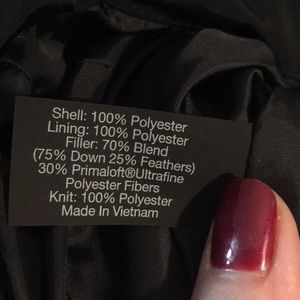 Shell: 100% Polyester
Lining: 100% Polyester
Filler: 70% Blend
(75% Down 25% Feathers)
30% Primaloft®Ultrafine
Polyester Fibers
Knit: 100% Polyester
Made In Vietnam